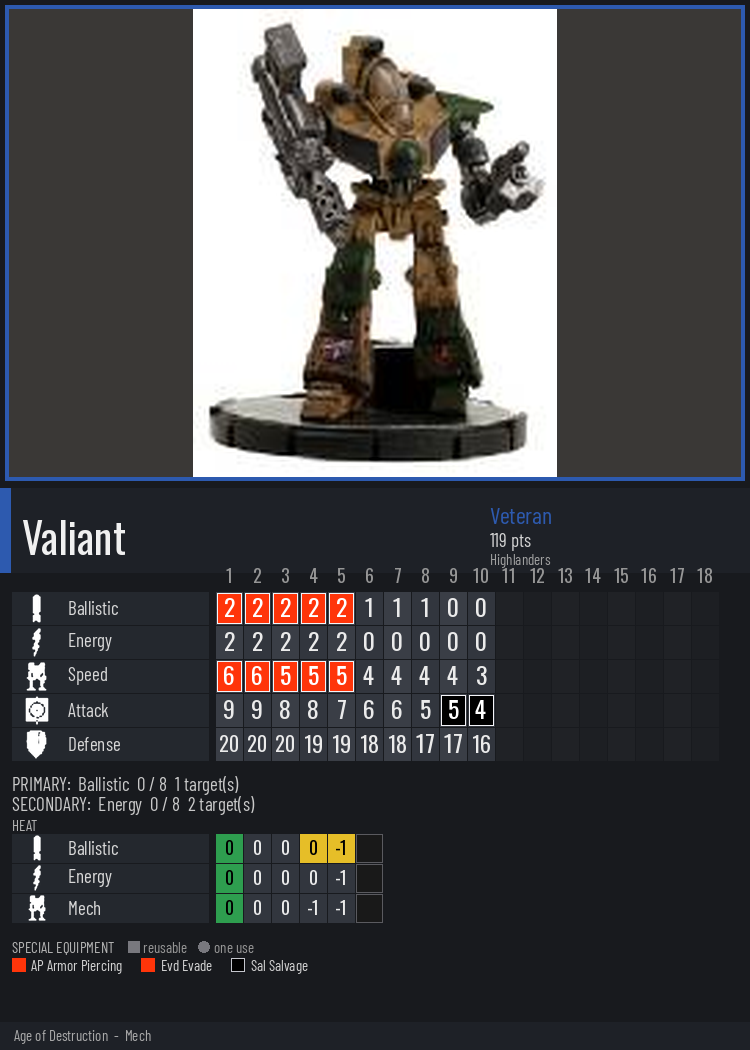 Valiant
Veteran
119 pts
Highlanders
1 2 3 4 5 6 7 8 9 10 11 12 13 14 15 16 17 18
Ballistic 2 2 2 2 2 1 1 1 0 0
Energy 2 2 2 2 2 0 0 0 0 0
Speed 6 6 5 5 5 4 4 4 4 3
Attack 9 9 8 8 7 6 6 5 5 4
Defense 20 20 20 19 19 18 18 17 17 16
PRIMARY: Ballistic 0 / 8 1 target(s)
SECONDARY: Energy 0 / 8 2 target(s)
HEAT
Ballistic 0 0 0 0 -1
Energy 0 0 0 0 -1
Mech 0 0 0 -1 -1
SPECIAL EQUIPMENT reusable one use
AP Armor Piercing Evd Evade Sal Salvage
Age of Destruction - Mech